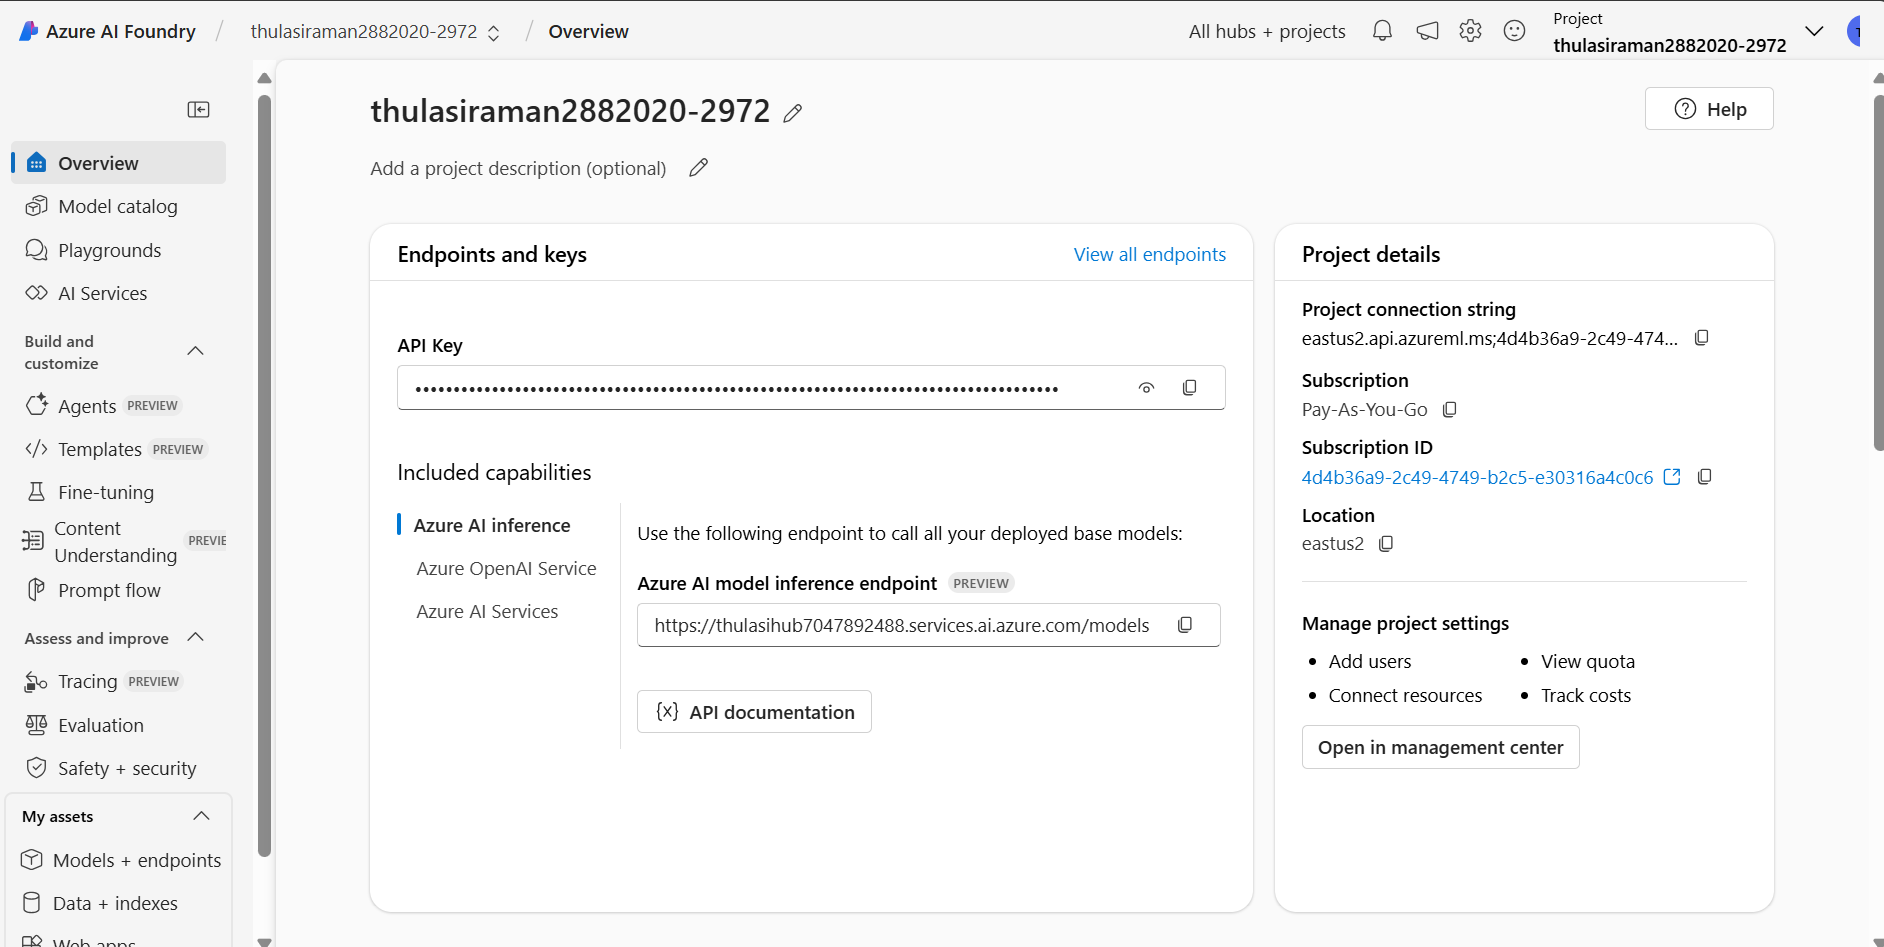 Azure AI Foundry / thulasiraman2882020-2972 / Overview
All hubs + projects
Project
thulasiraman2882020-2972
T
Overview
Model catalog
Playgrounds
AI Services
Build and
customize
Agents PREVIEW
Templates PREVIEW
Fine-tuning
Content
Understanding PREVIE
Prompt flow
Assess and improve
Tracing PREVIEW
Evaluation
Safety + security
My assets
Models + endpoints
Data + indexes
Web apps
thulasiraman2882020-2972
Help
Add a project description (optional)
Endpoints and keys
View all endpoints
API Key
Included capabilities
Azure AI inference
Azure OpenAI Service
Azure AI Services
Use the following endpoint to call all your deployed base models:
Azure AI model inference endpoint PREVIEW
https://thulasihub7047892488.services.ai.azure.com/models
{x} API documentation
Project details
Project connection string
eastus2.api.azureml.ms;4d4b36a9-2c49-474...
Subscription
Pay-As-You-Go
Subscription ID
4d4b36a9-2c49-4749-b2c5-e30316a4c0c6
Location
eastus2
Manage project settings
• Add users
• View quota
• Connect resources
• Track costs
Open in management center